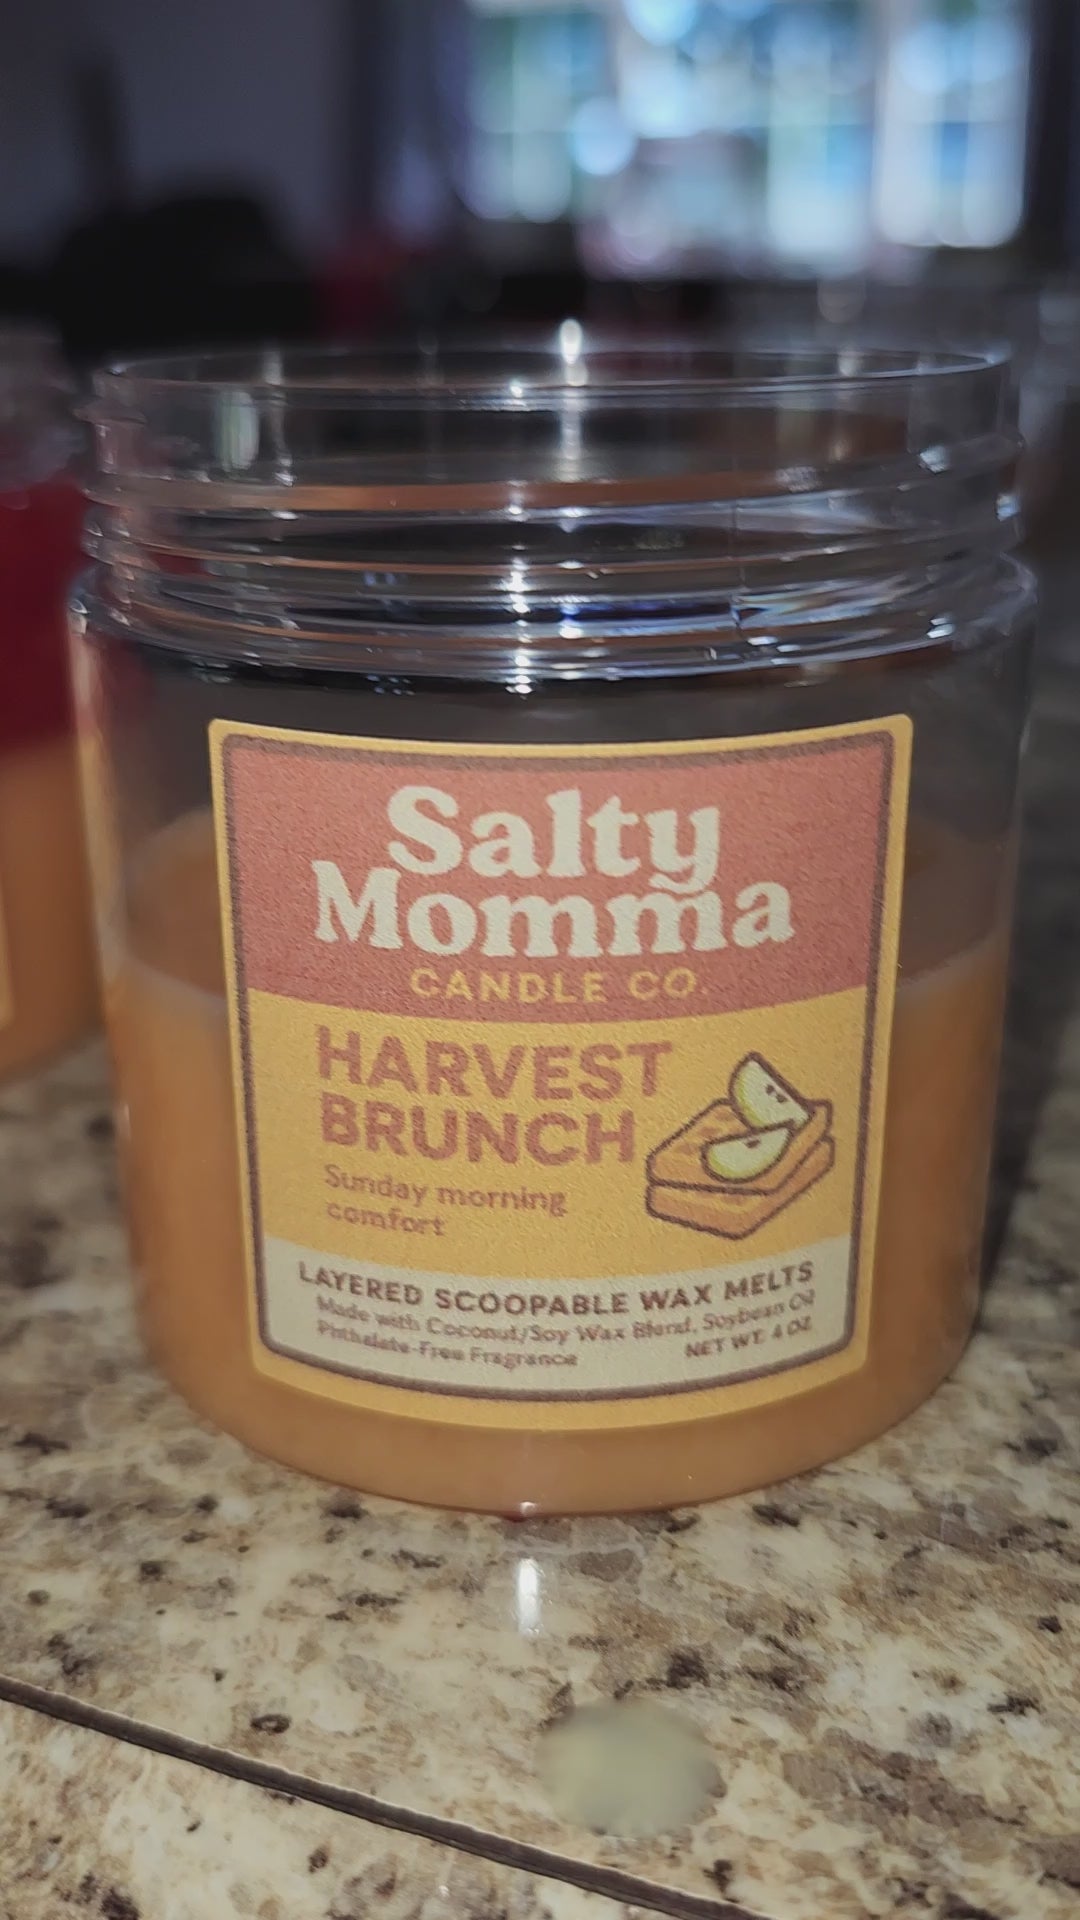 Salty
Momma
CANDLE CO.
HARVEST
BRUNCH
Sunday morning
comfort
LAYERED SCOOPABLE WAX MELTS
Made with Coconut/Soy Wax Blend, Soybean Oil
Phthalate-Free Fragrance
NET WT. 4 OZ.